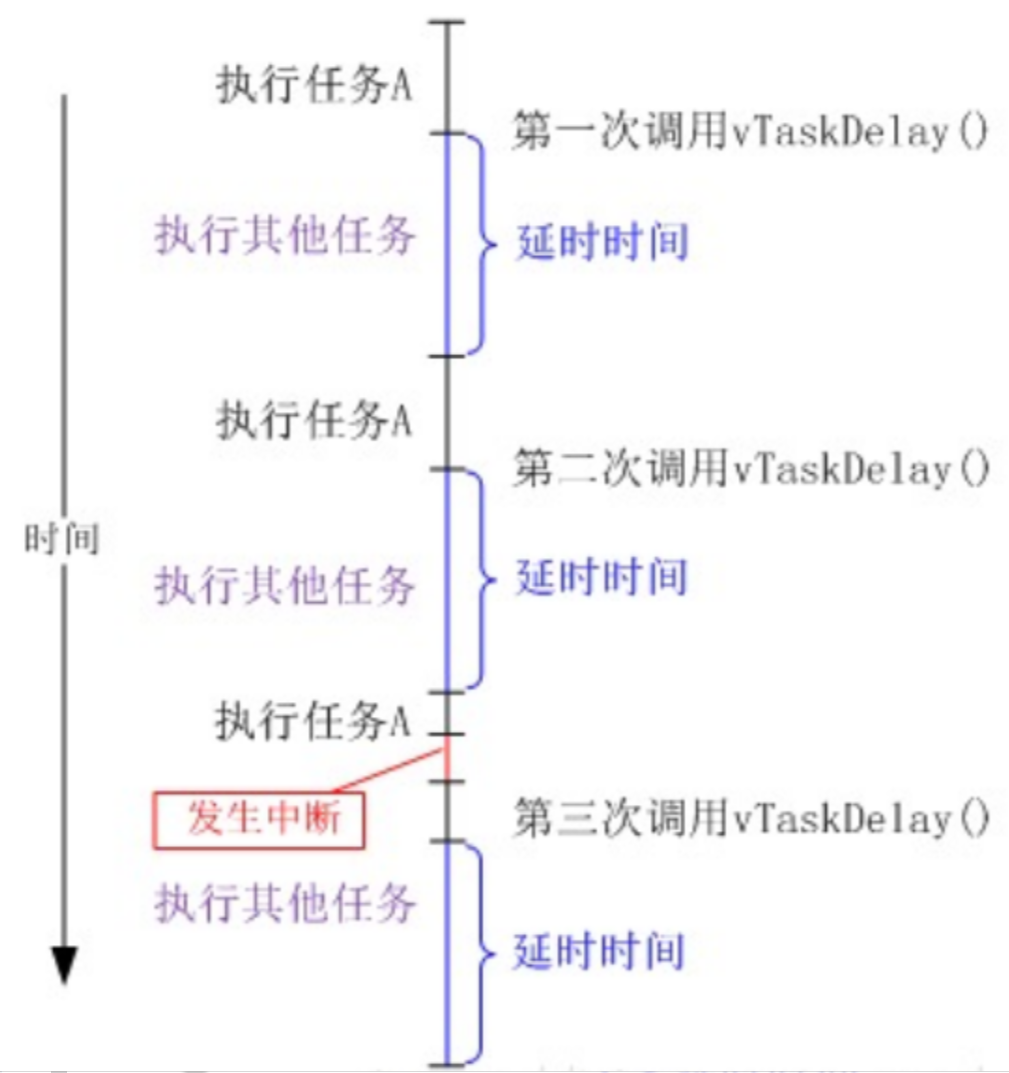 执行任务A
第一次调用vTaskDelay()
执行其他任务
延时时间
执行任务A
第二次调用vTaskDelay()
时间
执行其他任务
延时时间
执行任务A
发生中断
第三次调用vTaskDelay()
执行其他任务
延时时间